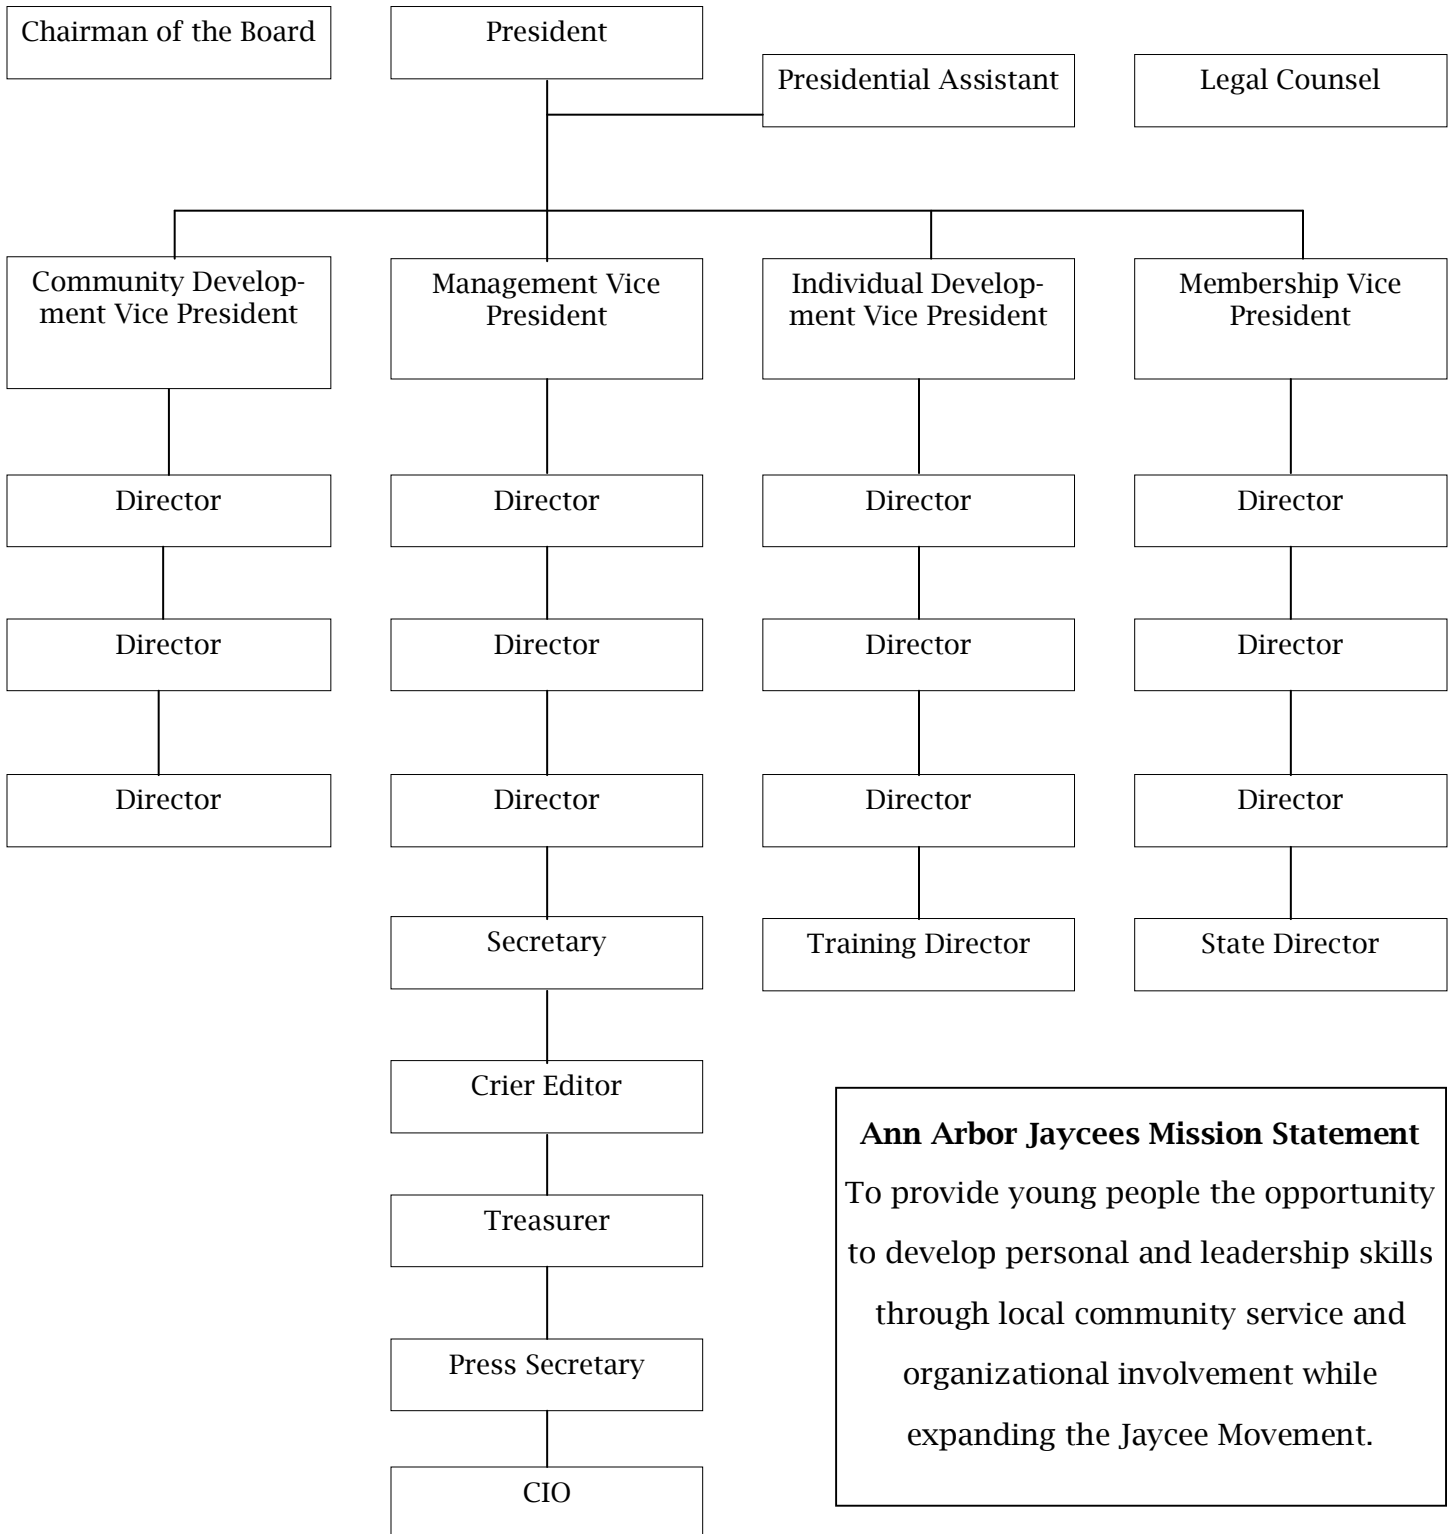 Chairman of the Board
President
Presidential Assistant
Legal Counsel
Community Develop-
ment Vice President
Management Vice
President
Individual Develop-
ment Vice President
Membership Vice
President
Director
Director
Director
Director
Director
Director
Director
Director
Director
Director
Director
Director
Secretary
Training Director
State Director
Crier Editor
Treasurer
Press Secretary
CIO
Ann Arbor Jaycees Mission Statement
To provide young people the opportunity
to develop personal and leadership skills
through local community service and
organizational involvement while
expanding the Jaycee Movement.